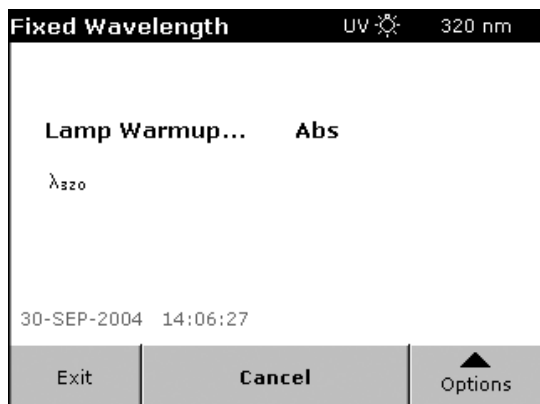 Fixed Wavelength UV 320 nm
Lamp Warmup... Abs
λ320
30-SEP-2004 14:06:27
Exit Cancel Options